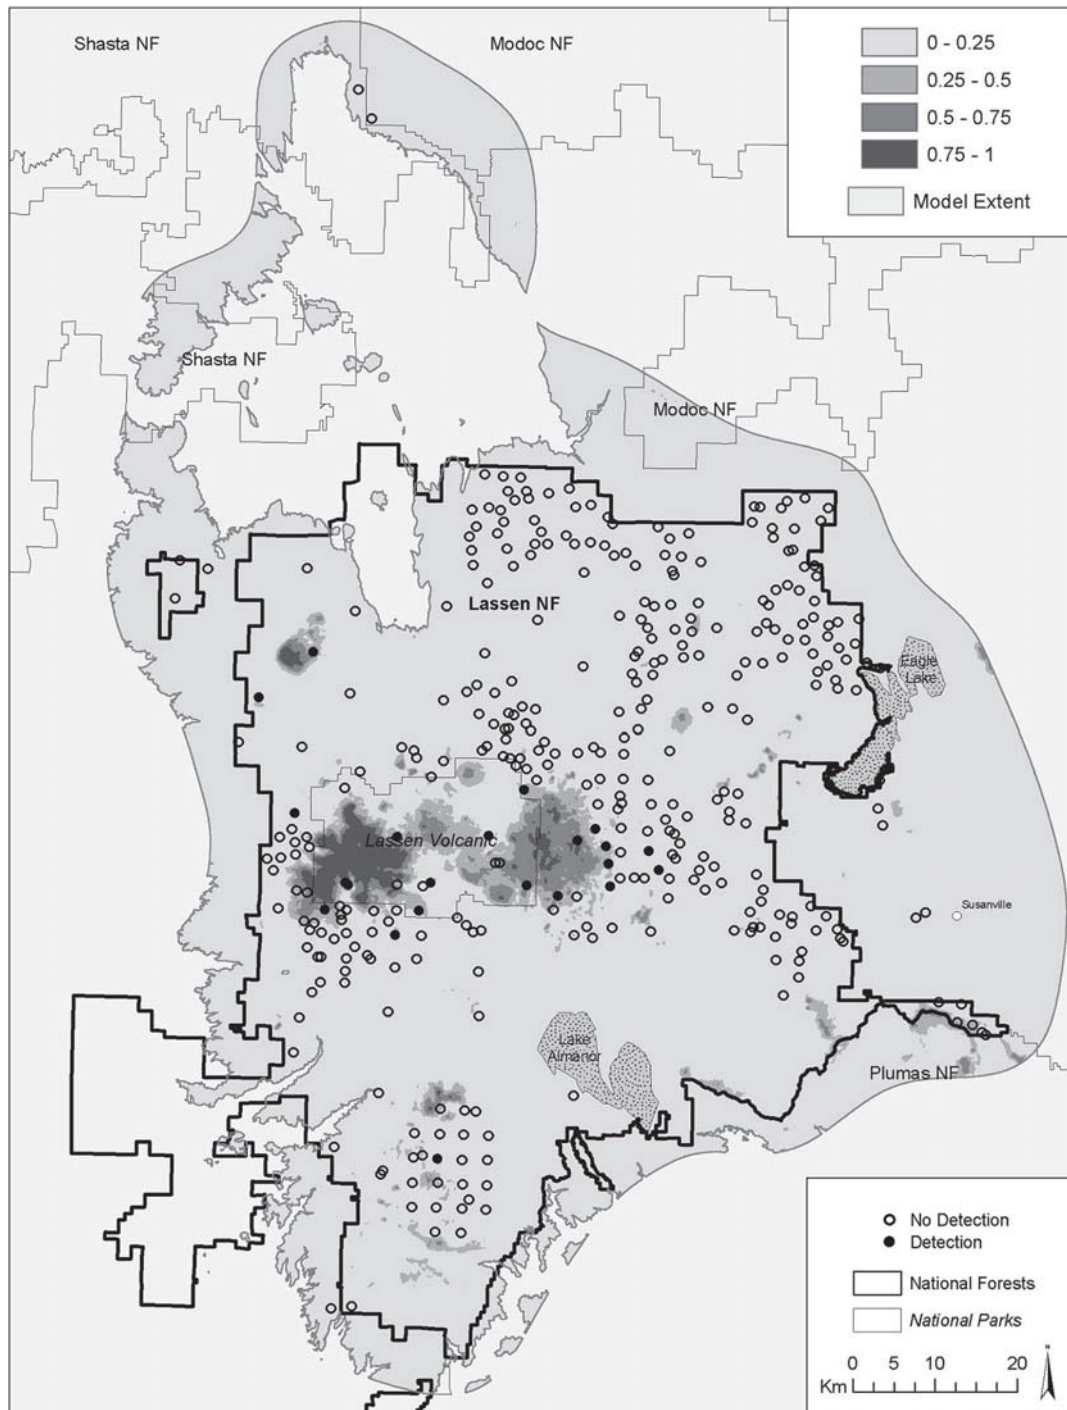 Shasta NF
Modoc NF
0 - 0.25
0.25 - 0.5
0.5 - 0.75
0.75 - 1
Model Extent
Shasta NF
Modoc NF
Lassen NF
Eagle
Lake
Lassen Volcanic
Susanville
Lake
Almanor
Plumas NF
No Detection
Detection
National Forests
National Parks
0 5 10 20
Km
N